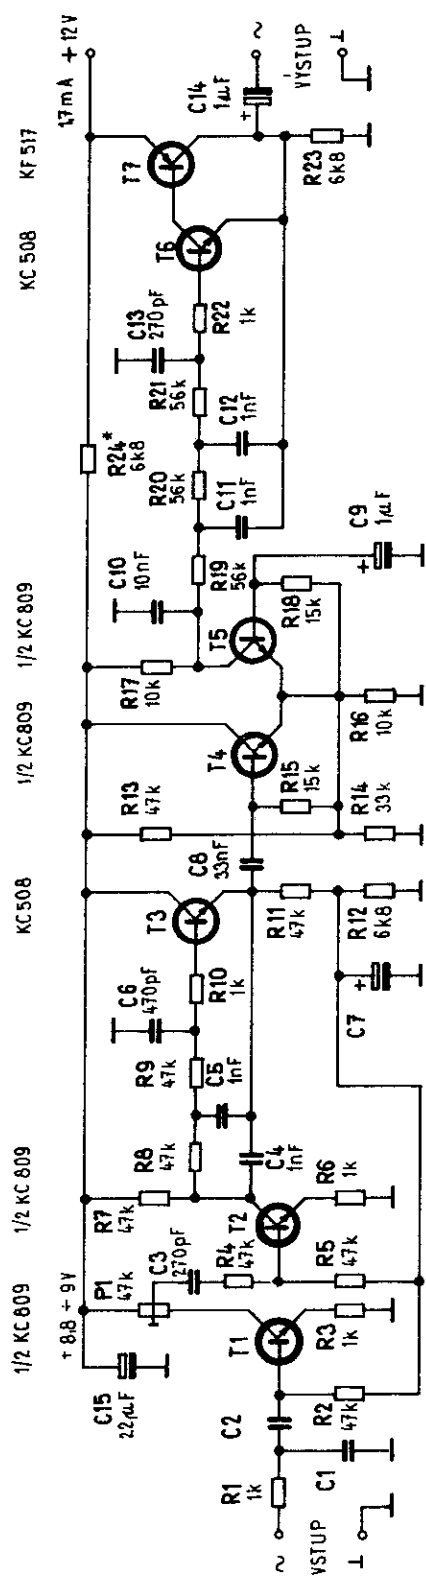 1/2 KC 809
1/2 KC 809
KC508
1/2 KC809
1/2 KC 809
KC 508
KF 517
+ 8,8 ÷ 9V
1,7mA
+ 12V
C15
22µF
P1
47k
R7
47k
R13
47k
R17
10k
C10
10nF
R24*
6k8
C13
270pF
C14
1µF
C3
270pF
R4
47k
R8
47k
R9
47k
C6
470pF
R10
1k
T3
C5
1nF
C4
1nF
C8
33nF
T4
T5
R19
56k
R20
56k
R21
56k
R22
1k
C11
1nF
C12
1nF
T6
T7
VSTUP
~
⊥
R1
1k
C1
C2
T1
T2
R2
47k
R3
1k
R5
47k
R6
1k
R11
47k
R12
6k8
C7
+
R15
15k
R14
33k
R16
10k
R18
15k
C9
1µF
+
R23
6k8
+
~
VÝSTUP
⊥